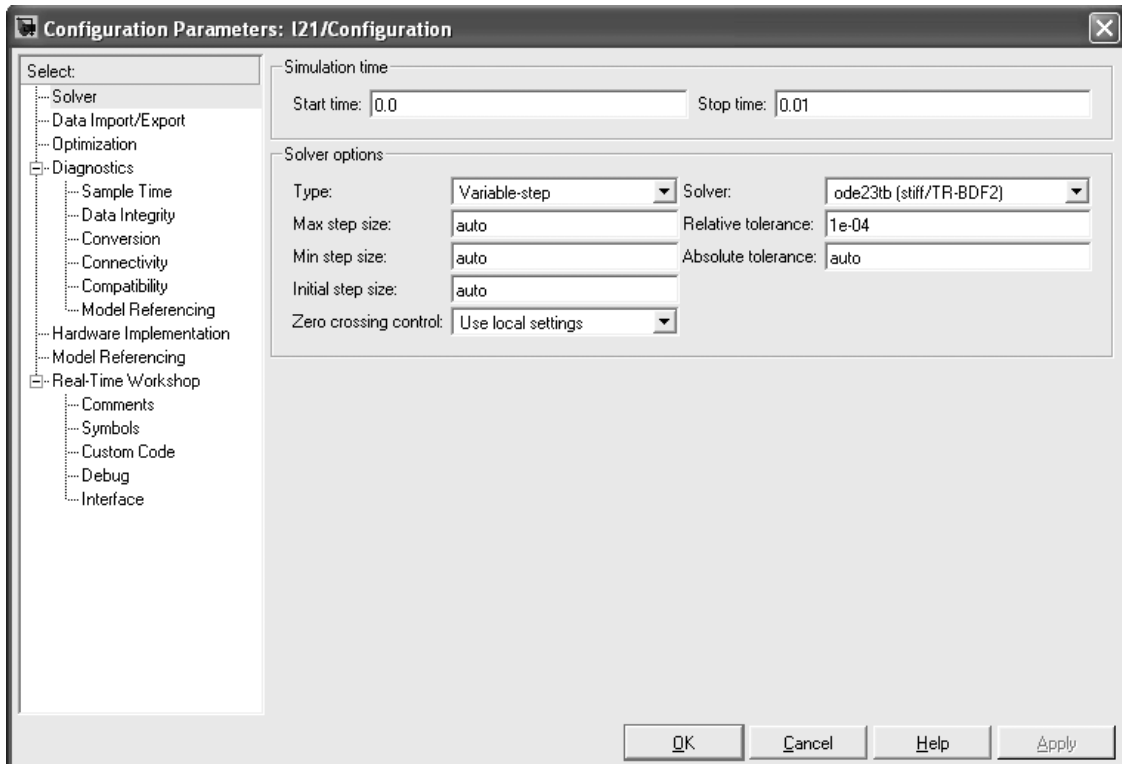 Configuration Parameters: l21/Configuration
Select:
Solver
Data Import/Export
Optimization
Diagnostics
Sample Time
Data Integrity
Conversion
Connectivity
Compatibility
Model Referencing
Hardware Implementation
Model Referencing
Real-Time Workshop
Comments
Symbols
Custom Code
Debug
Interface
Simulation time
Start time: 0.0 Stop time: 0.01
Solver options
Type: Variable-step Solver: ode23tb (stiff/TR-BDF2)
Max step size: auto Relative tolerance: 1e-04
Min step size: auto Absolute tolerance: auto
Initial step size: auto
Zero crossing control: Use local settings
OK Cancel Help Apply